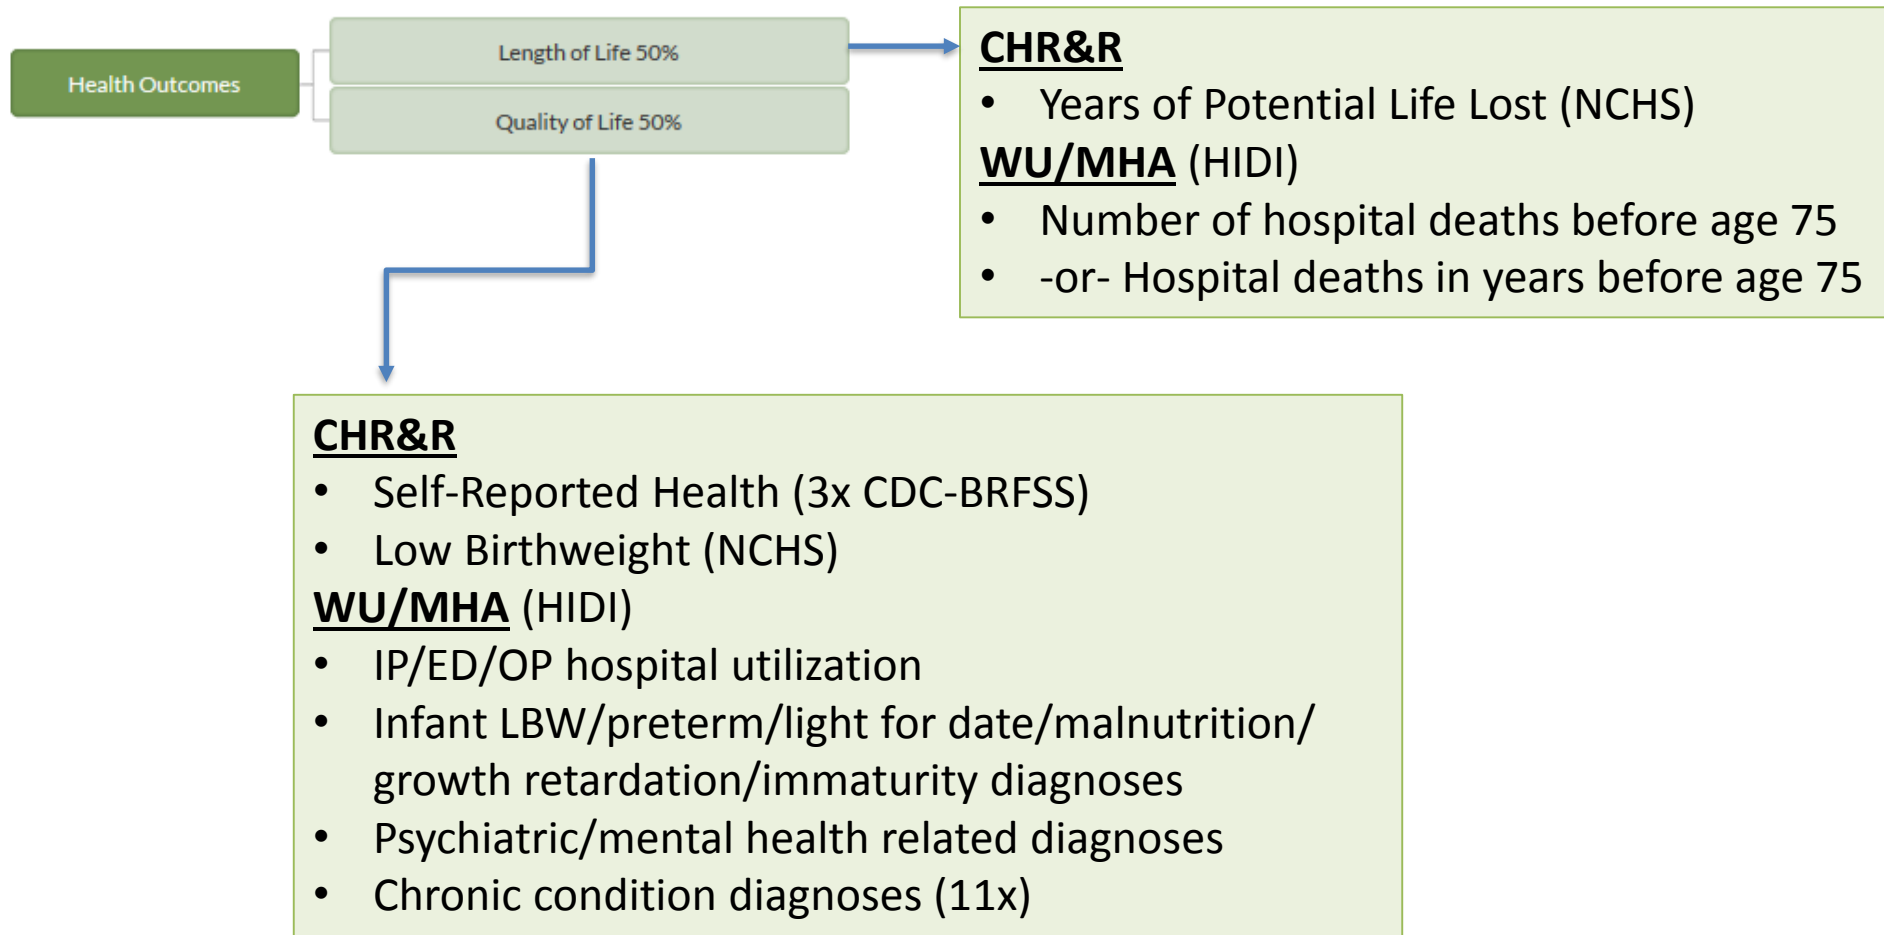 Health Outcomes
Length of Life 50%
Quality of Life 50%
CHR&R
• Years of Potential Life Lost (NCHS)
WU/MHA (HIDI)
• Number of hospital deaths before age 75
• -or- Hospital deaths in years before age 75
CHR&R
• Self-Reported Health (3x CDC-BRFSS)
• Low Birthweight (NCHS)
WU/MHA (HIDI)
• IP/ED/OP hospital utilization
• Infant LBW/preterm/light for date/malnutrition/
growth retardation/immaturity diagnoses
• Psychiatric/mental health related diagnoses
• Chronic condition diagnoses (11x)